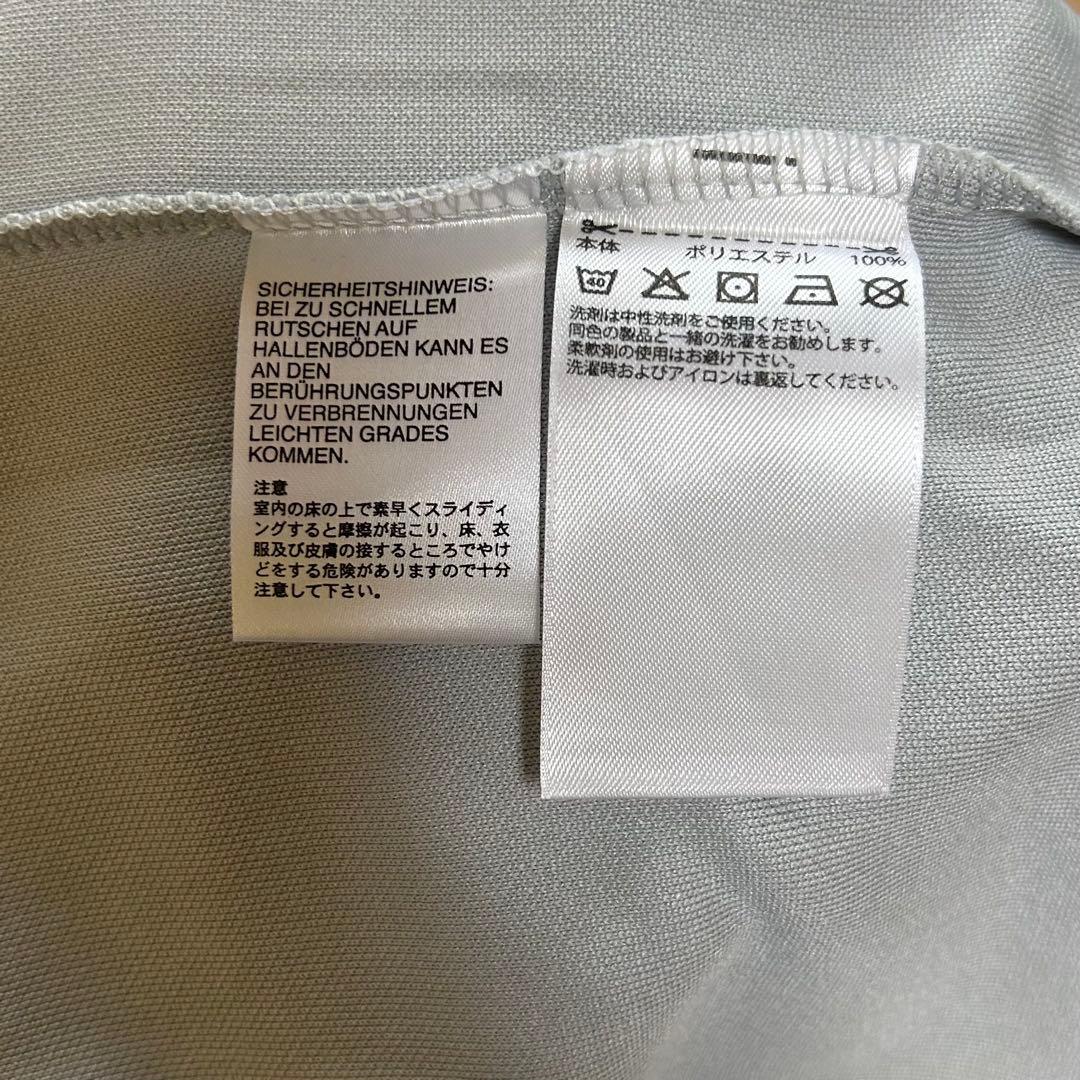 SICHERHEITSHINWEIS:
BEI ZU SCHNELLEM
RUTSCHEN AUF
HALLENBÖDEN KANN ES
AN DEN
BERÜHRUNGSPUNKTEN
ZU VERBRENNUNGEN
LEICHTEN GRADES
KOMMEN.
注意
室内の床の上で素早くスライディ
ングすると摩擦が起こり、床、衣
服及び皮膚の接するところでやけ
どをする危険がありますので十分
注意して下さい。
本体 ポリエステル 100%
40
洗剤は中性洗剤をご使用ください。
同色の製品と一緒の洗濯をお勧めします。
柔軟剤の使用はお避け下さい。
洗濯時およびアイロンは裏返してください。